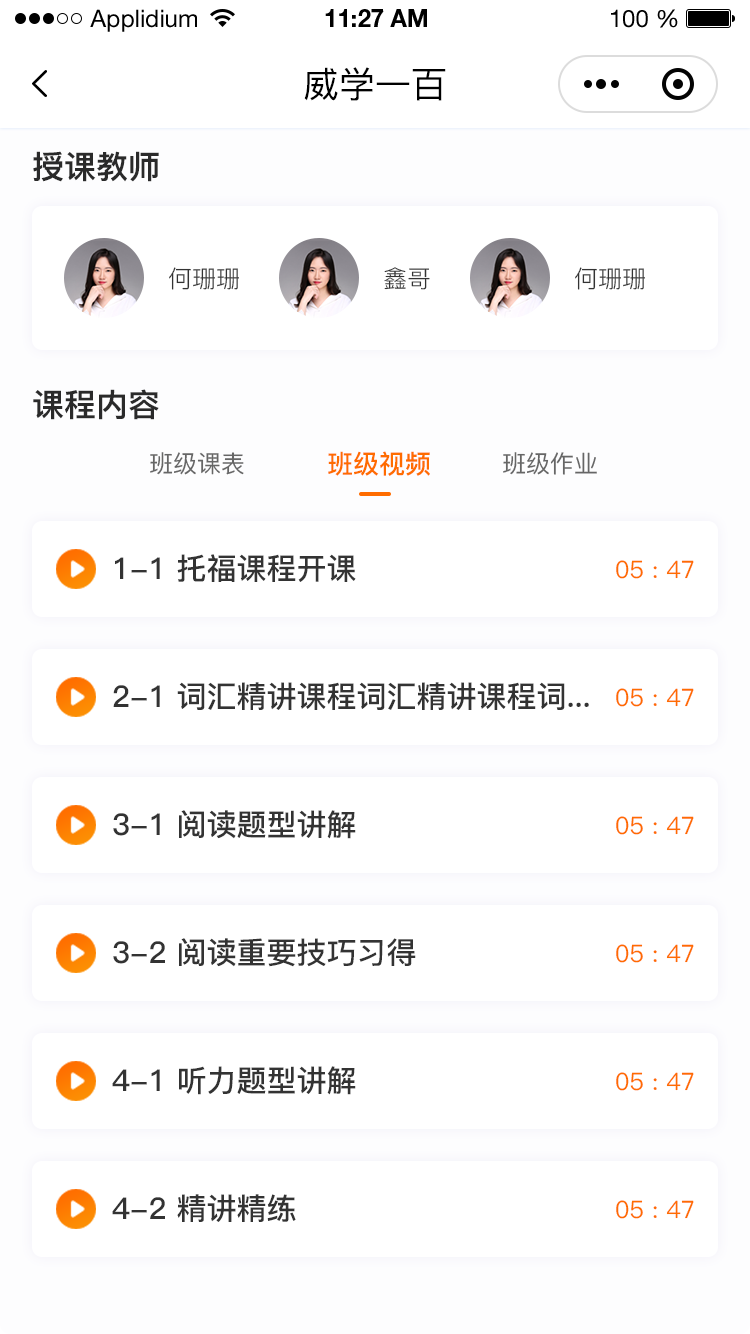 Applidium 11:27 AM 100 %
威学一百
授课教师
何珊珊 鑫哥 何珊珊
课程内容
班级课表 班级视频 班级作业
1-1 托福课程开课 05 : 47
2-1 词汇精讲课程词汇精讲课程词... 05 : 47
3-1 阅读题型讲解 05 : 47
3-2 阅读重要技巧习得 05 : 47
4-1 听力题型讲解 05 : 47
4-2 精讲精练 05 : 47